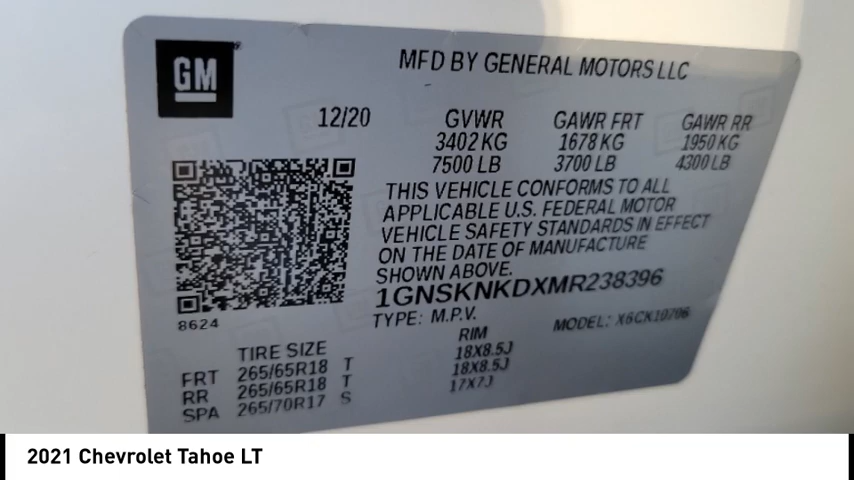 GM
MFD BY GENERAL MOTORS LLC
12/20 GVWR GAWR FRT GAWR RR
3402 KG 1678 KG 1950 KG
7500 LB 3700 LB 4300 LB
THIS VEHICLE CONFORMS TO ALL
APPLICABLE U.S. FEDERAL MOTOR
VEHICLE SAFETY STANDARDS IN EFFECT
ON THE DATE OF MANUFACTURE
SHOWN ABOVE.
1GNSKNKDXMR238396
8624
TYPE: M.P.V. MODEL: X6CK10706
TIRE SIZE RIM
FRT 265/65R18 T 18X8.5J
RR 265/65R18 T 18X8.5J
SPA 265/70R17 S 17X7J
2021 Chevrolet Tahoe LT